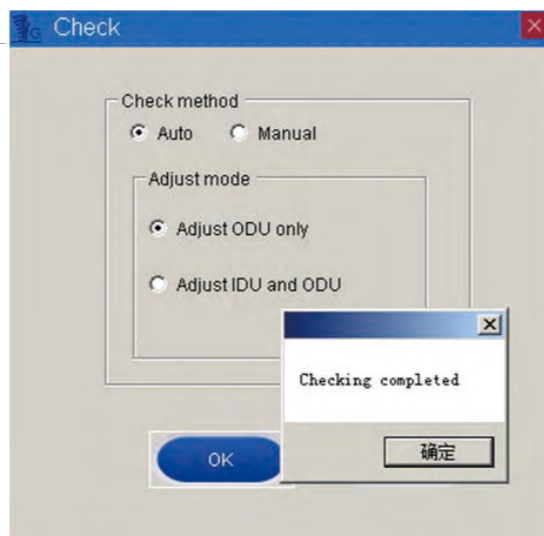 G Check
Check method
Auto Manual
Adjust mode
Adjust ODU only
Adjust IDU and ODU
Checking completed
确定
OK